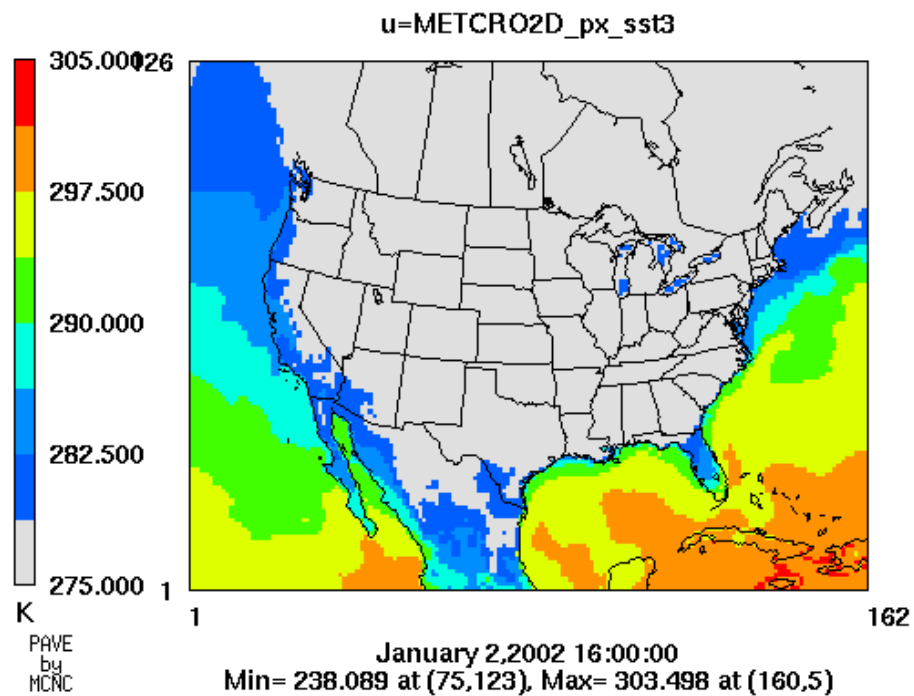 u=METCRO2D_px_sst3
305.000
126
297.500
290.000
282.500
275.000
1
K
1
162
PAVE
by
MCNC
January 2,2002 16:00:00
Min= 238.089 at (75,123), Max= 303.498 at (160,5)